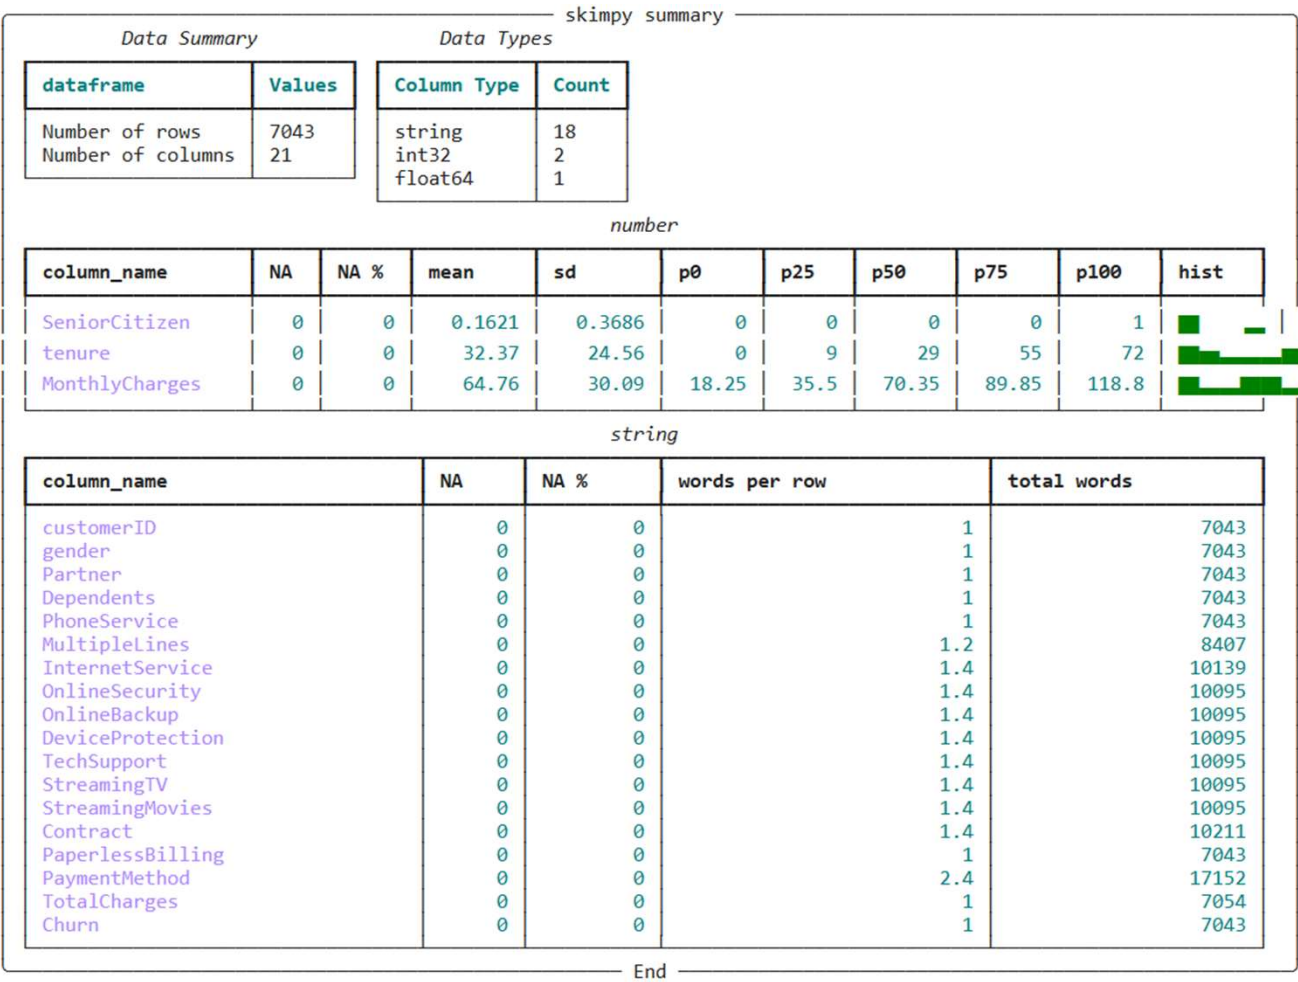 skimpy summary
Data Summary Data Types
dataframe Values Column Type Count
Number of rows 7043 string 18
Number of columns 21 int32 2
float64 1
number
column_name NA NA % mean sd p0 p25 p50 p75 p100 hist
SeniorCitizen 0 0 0.1621 0.3686 0 0 0 0 1
tenure 0 0 32.37 24.56 0 9 29 55 72
MonthlyCharges 0 0 64.76 30.09 18.25 35.5 70.35 89.85 118.8
string
column_name NA NA % words per row total words
customerID 0 0 1 7043
gender 0 0 1 7043
Partner 0 0 1 7043
Dependents 0 0 1 7043
PhoneService 0 0 1 7043
MultipleLines 0 0 1.2 8407
InternetService 0 0 1.4 10139
OnlineSecurity 0 0 1.4 10095
OnlineBackup 0 0 1.4 10095
DeviceProtection 0 0 1.4 10095
TechSupport 0 0 1.4 10095
StreamingTV 0 0 1.4 10095
StreamingMovies 0 0 1.4 10095
Contract 0 0 1.4 10211
PaperlessBilling 0 0 1 7043
PaymentMethod 0 0 2.4 17152
TotalCharges 0 0 1 7054
Churn 0 0 1 7043
End